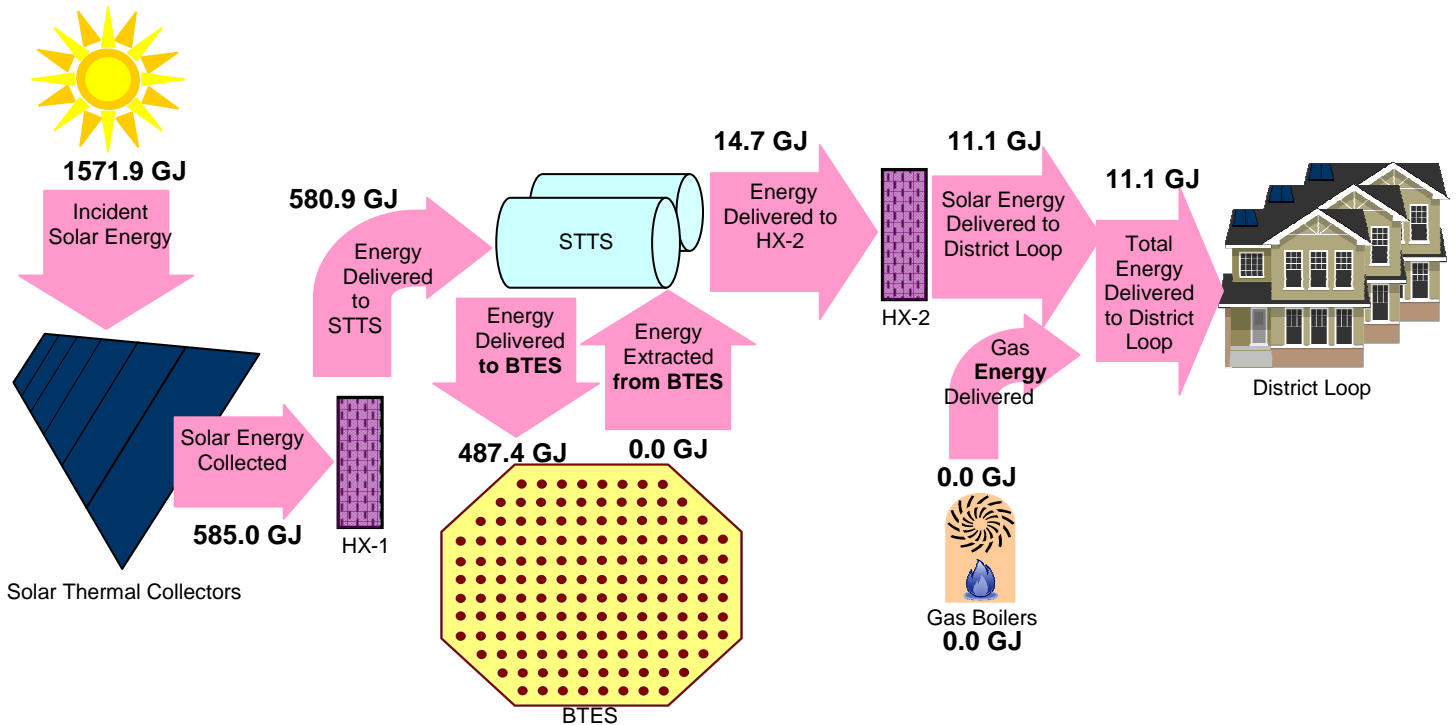 1571.9 GJ
Incident
Solar Energy
Solar Thermal Collectors
Solar Energy
Collected
585.0 GJ
HX-1
580.9 GJ
Energy
Delivered
to
STTS
STTS
Energy
Delivered
to BTES
487.4 GJ
Energy
Extracted
from BTES
0.0 GJ
BTES
14.7 GJ
Energy
Delivered to
HX-2
HX-2
11.1 GJ
Solar Energy
Delivered to
District Loop
Gas
Energy
Delivered
0.0 GJ
Gas Boilers
0.0 GJ
11.1 GJ
Total
Energy
Delivered
to District
Loop
District Loop